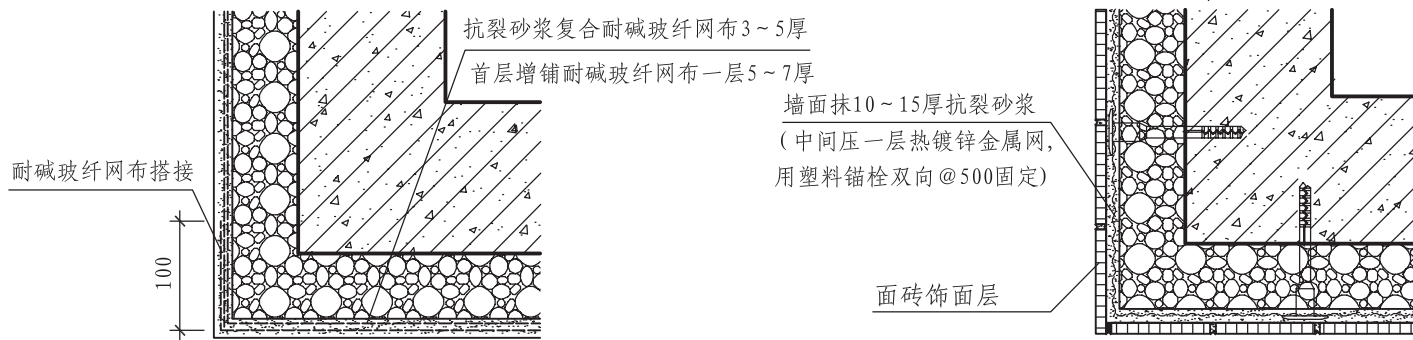 抗裂砂浆复合耐碱玻纤网布3~5厚
首层增铺耐碱玻纤网布一层5~7厚
耐碱玻纤网布搭接
100
墙面抹10~15厚抗裂砂浆
(中间压一层热镀锌金属网,
用塑料锚栓双向@500固定)
面砖饰面层